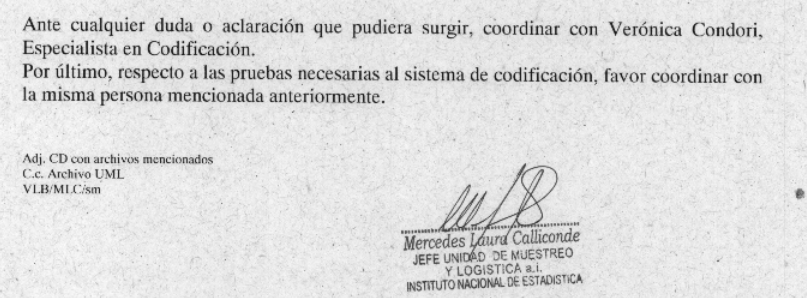 Ante cualquier duda o aclaración que pudiera surgir, coordinar con Verónica Condori,
Especialista en Codificación.
Por último, respecto a las pruebas necesarias al sistema de codificación, favor coordinar con
la misma persona mencionada anteriormente.
Adj. CD con archivos mencionados
C.c. Archivo UML
VLB/MLC/sm
Mercedes Laura Calliconde
JEFE UNIDAD DE MUESTREO
Y LOGISTICA a.i.
INSTITUTO NACIONAL DE ESTADISTICA